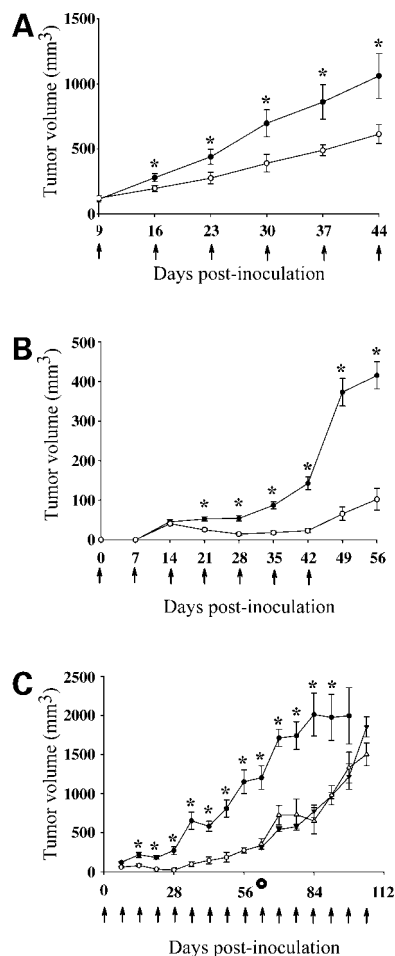 A
Tumor volume (mm3)
1500
1000
500
0
* * * * *
9 16 23 30 37 44
Days post-inoculation
B
Tumor volume (mm3)
500
400
300
200
100
0
* * * * * *
0 7 14 21 28 35 42 49 56
Days post-inoculation
C
Tumor volume (mm3)
2500
2000
1500
1000
500
0
* * * * * * * * * * * * *
0 28 56 84 112
Days post-inoculation